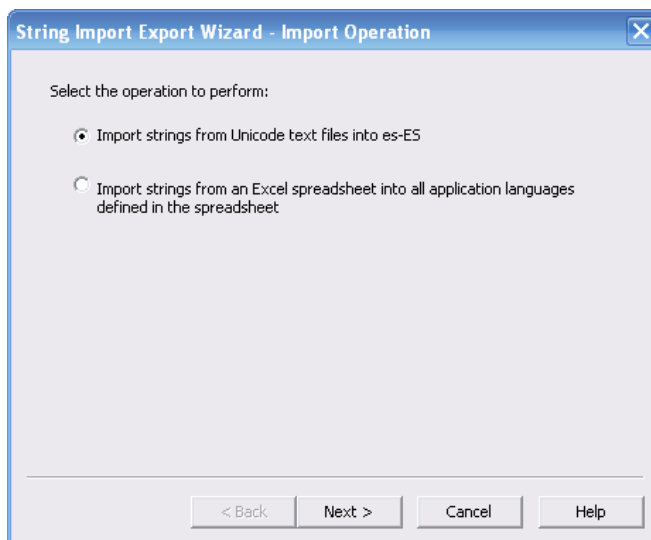 String Import Export Wizard - Import Operation
Select the operation to perform:
Import strings from Unicode text files into es-ES
Import strings from an Excel spreadsheet into all application languages
defined in the spreadsheet
< Back Next > Cancel Help